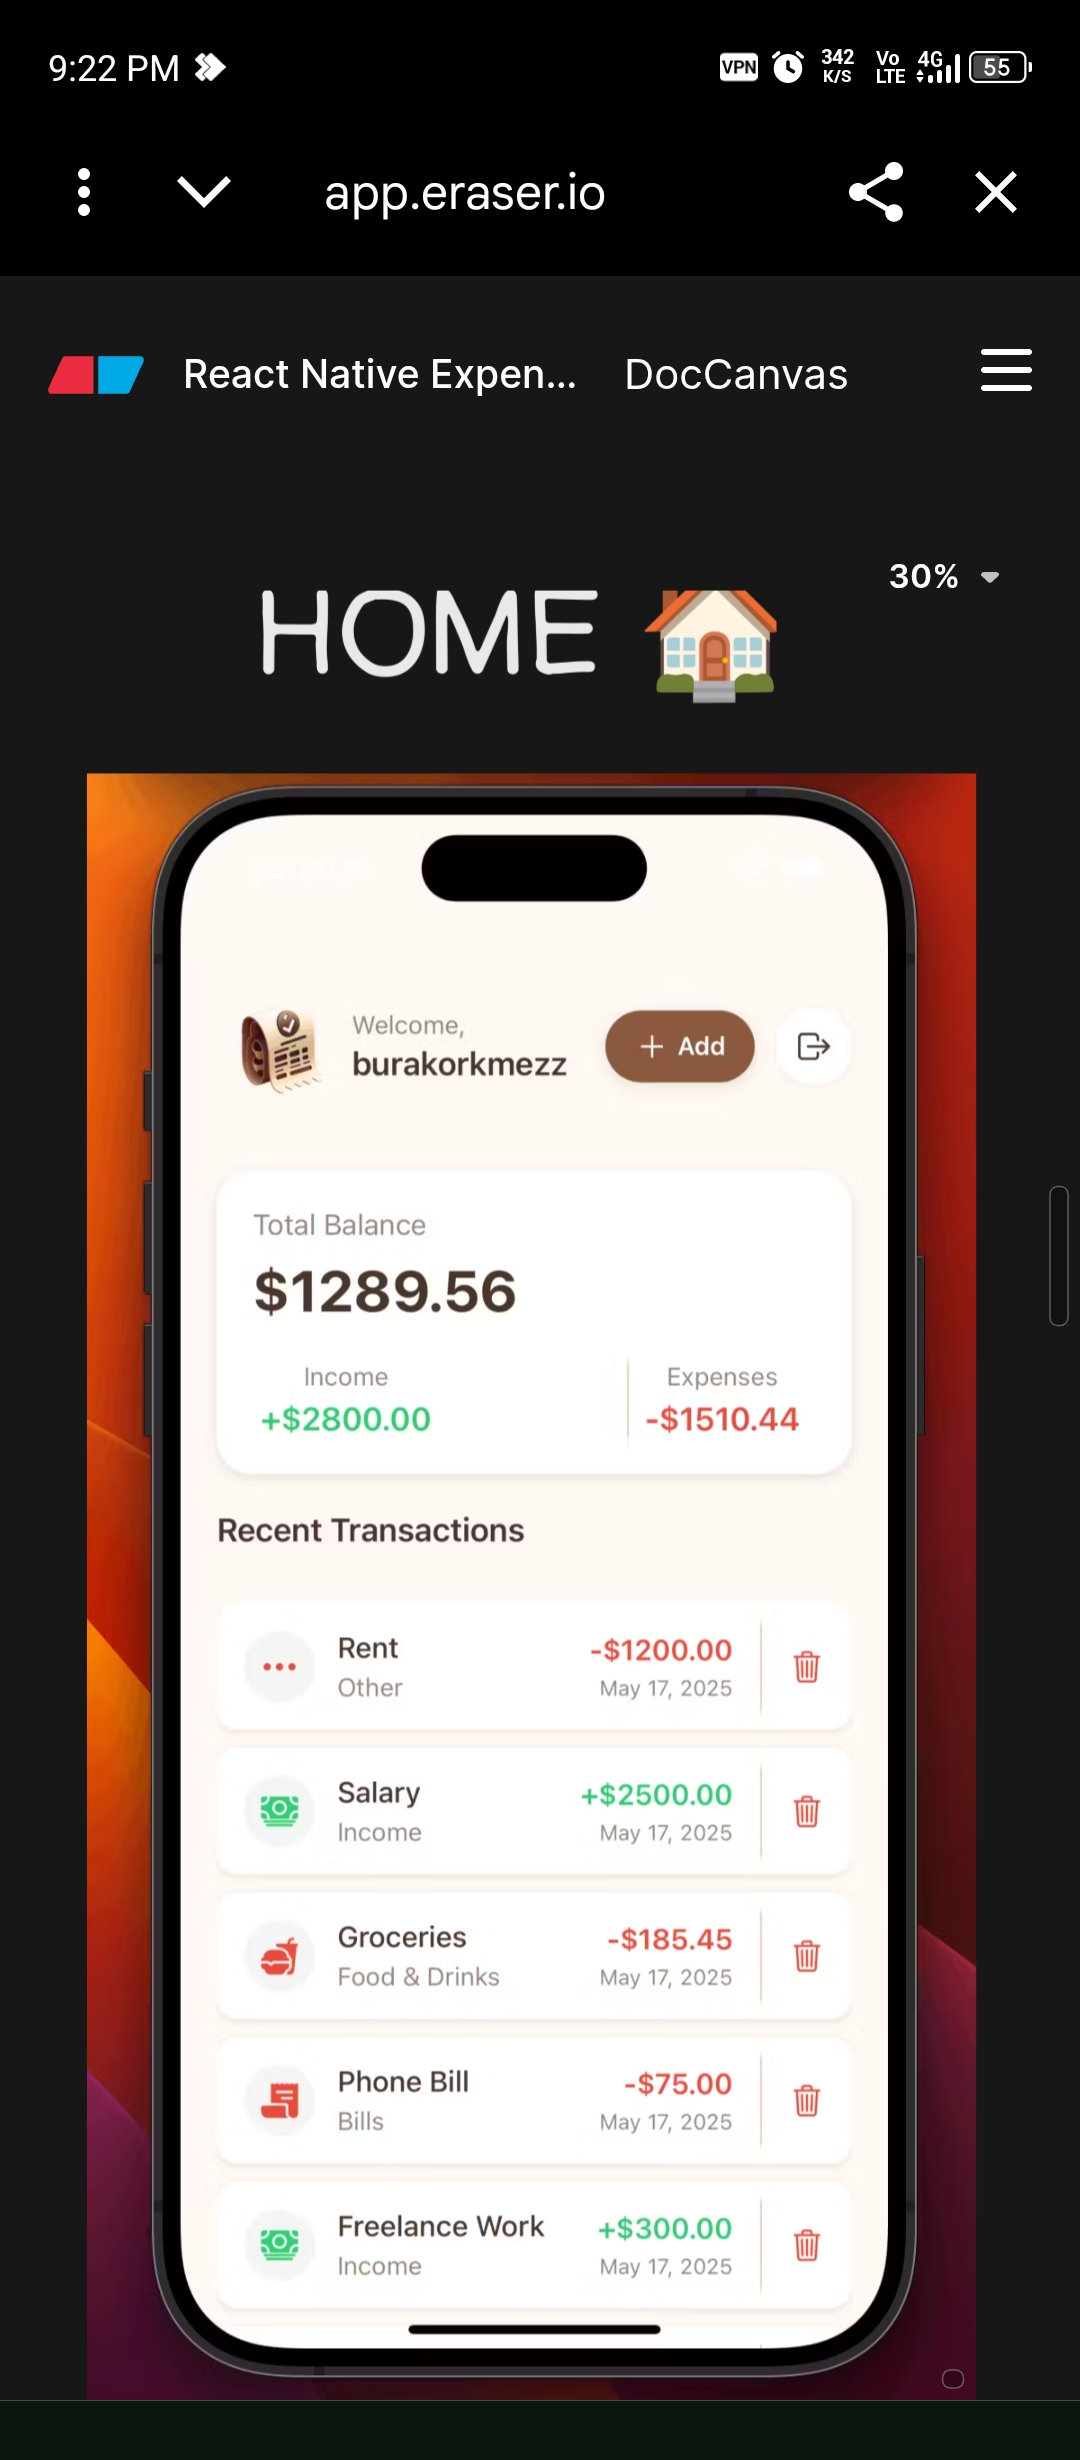 9:22 PM
VPN 342 K/S Vo LTE 4G 55
app.eraser.io
React Native Expen... DocCanvas
30%
HOME
Welcome,
burakorkmezz
+ Add
Total Balance
$1289.56
Income Expenses
+$2800.00 -$1510.44
Recent Transactions
Rent -$1200.00
Other May 17, 2025
Salary +$2500.00
Income May 17, 2025
Groceries -$185.45
Food & Drinks May 17, 2025
Phone Bill -$75.00
Bills May 17, 2025
Freelance Work +$300.00
Income May 17, 2025